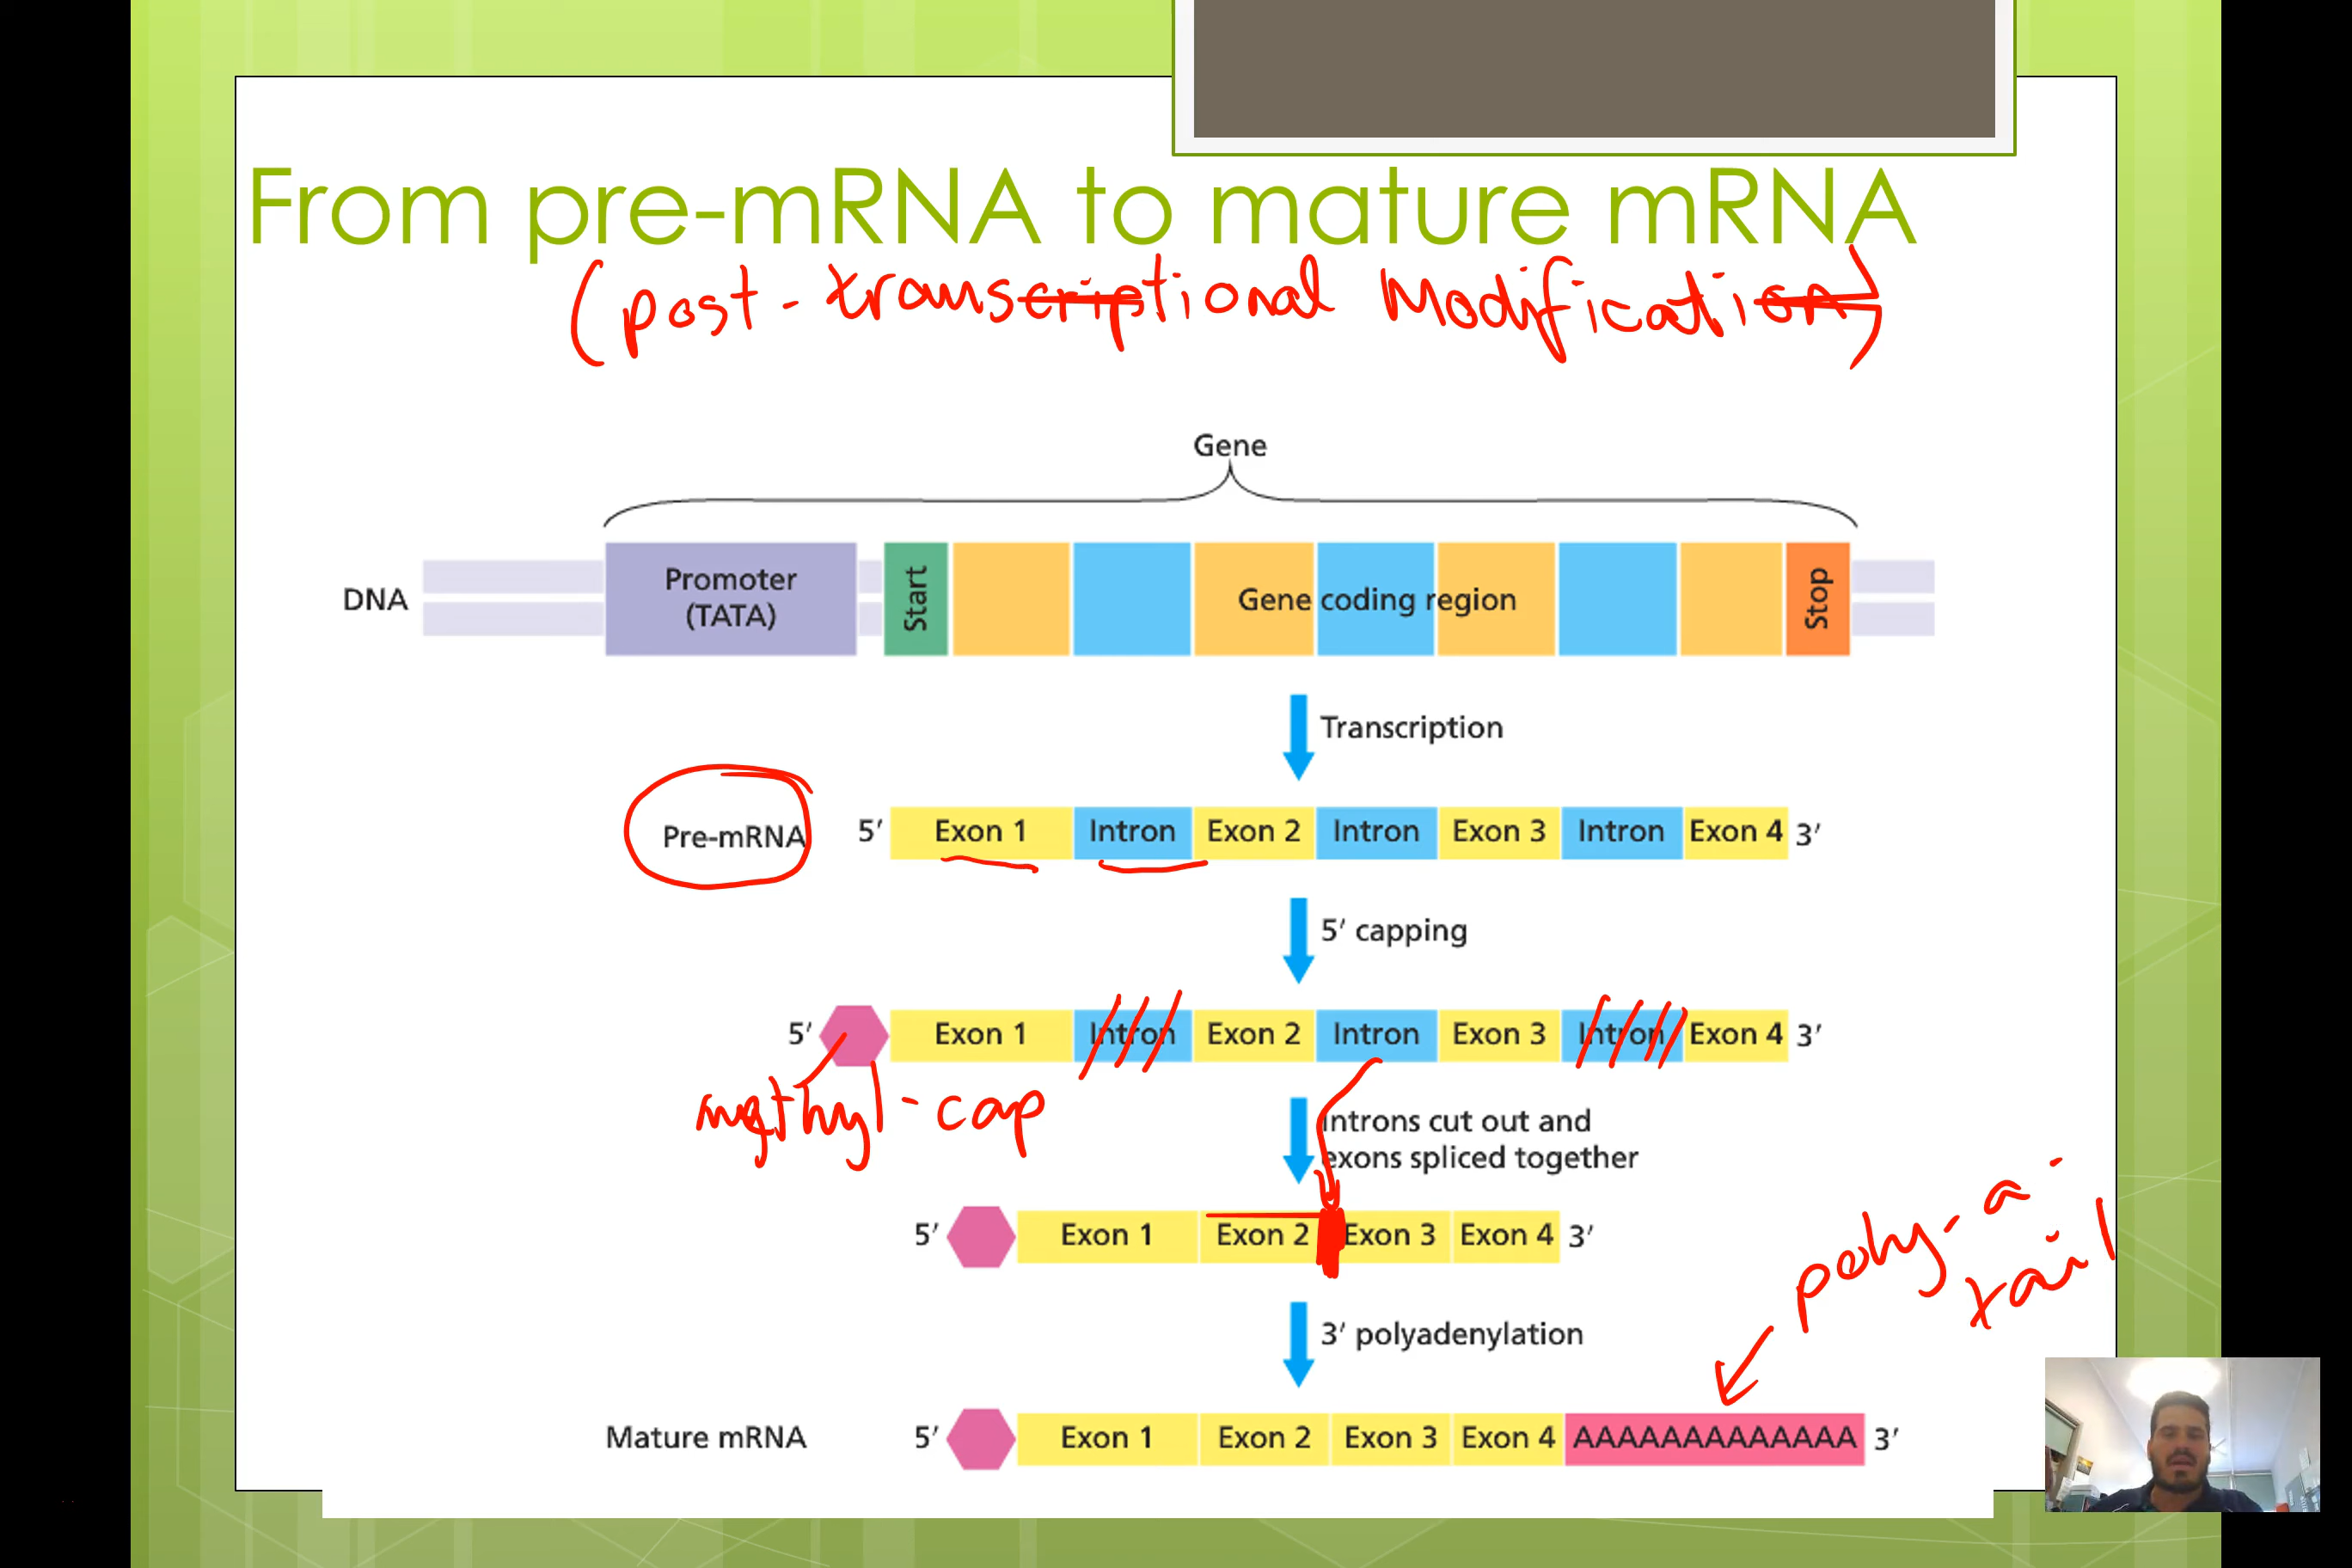 From pre-mRNA to mature mRNA
(post-transcriptional Modification)
Gene
DNA
Promoter
(TATA)
Start
Gene coding region
Stop
Transcription
Pre-mRNA 5′ Exon 1 Intron Exon 2 Intron Exon 3 Intron Exon 4 3′
5′ capping
5′ Exon 1 Intron Exon 2 Intron Exon 3 Intron Exon 4 3′
methyl-cap
Introns cut out and
exons spliced together
5′ Exon 1 Exon 2 Exon 3 Exon 4 3′
poly-a-
tail
3′ polyadenylation
Mature mRNA 5′ Exon 1 Exon 2 Exon 3 Exon 4 AAAAAAAAAAAAA 3′